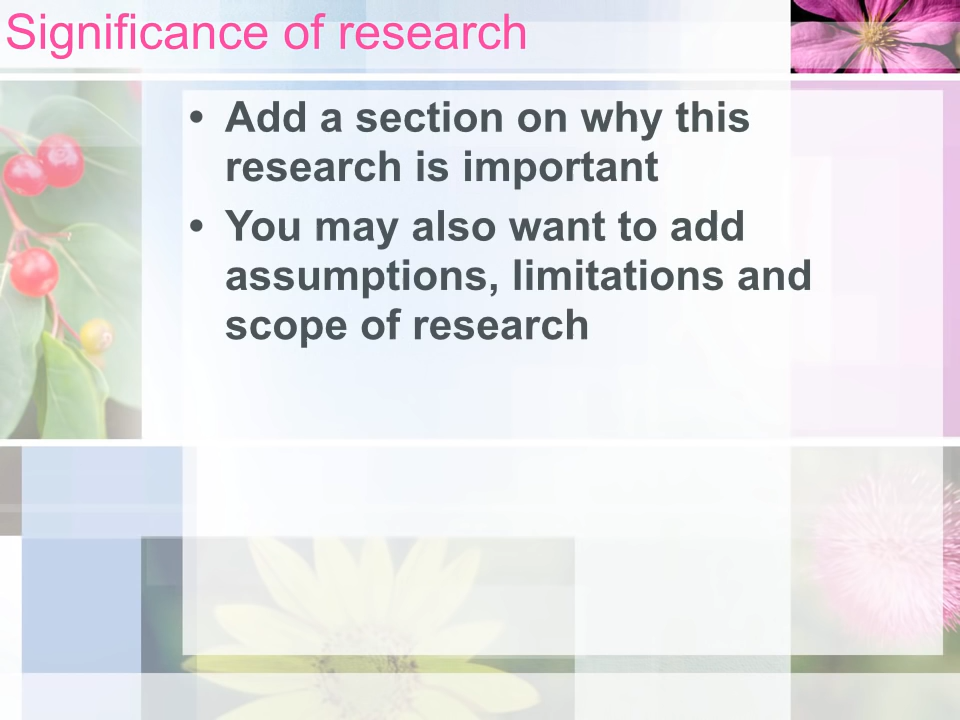 Significance of research
• Add a section on why this
research is important
• You may also want to add
assumptions, limitations and
scope of research